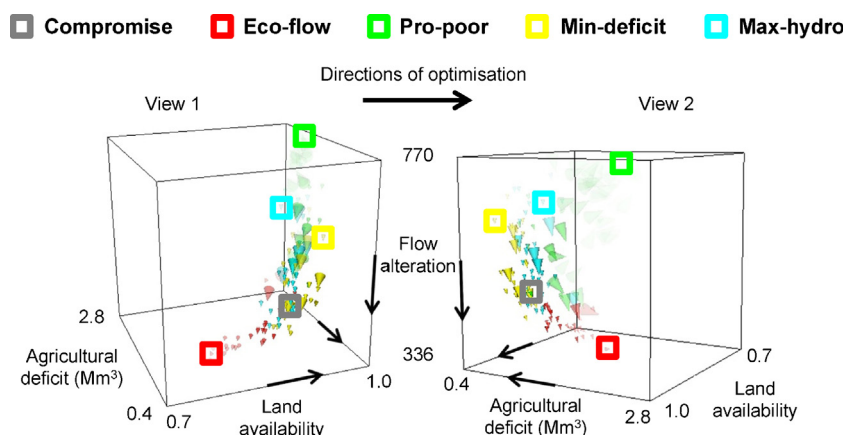 Compromise Eco-flow Pro-poor Min-deficit Max-hydro
Directions of optimisation
View 1
View 2
770
Flow
alteration
336
2.8
Agricultural
deficit (Mm³)
0.4
0.7
Land
availability
1.0
0.4
Agricultural
deficit (Mm³)
2.8
1.0
Land
availability
0.7